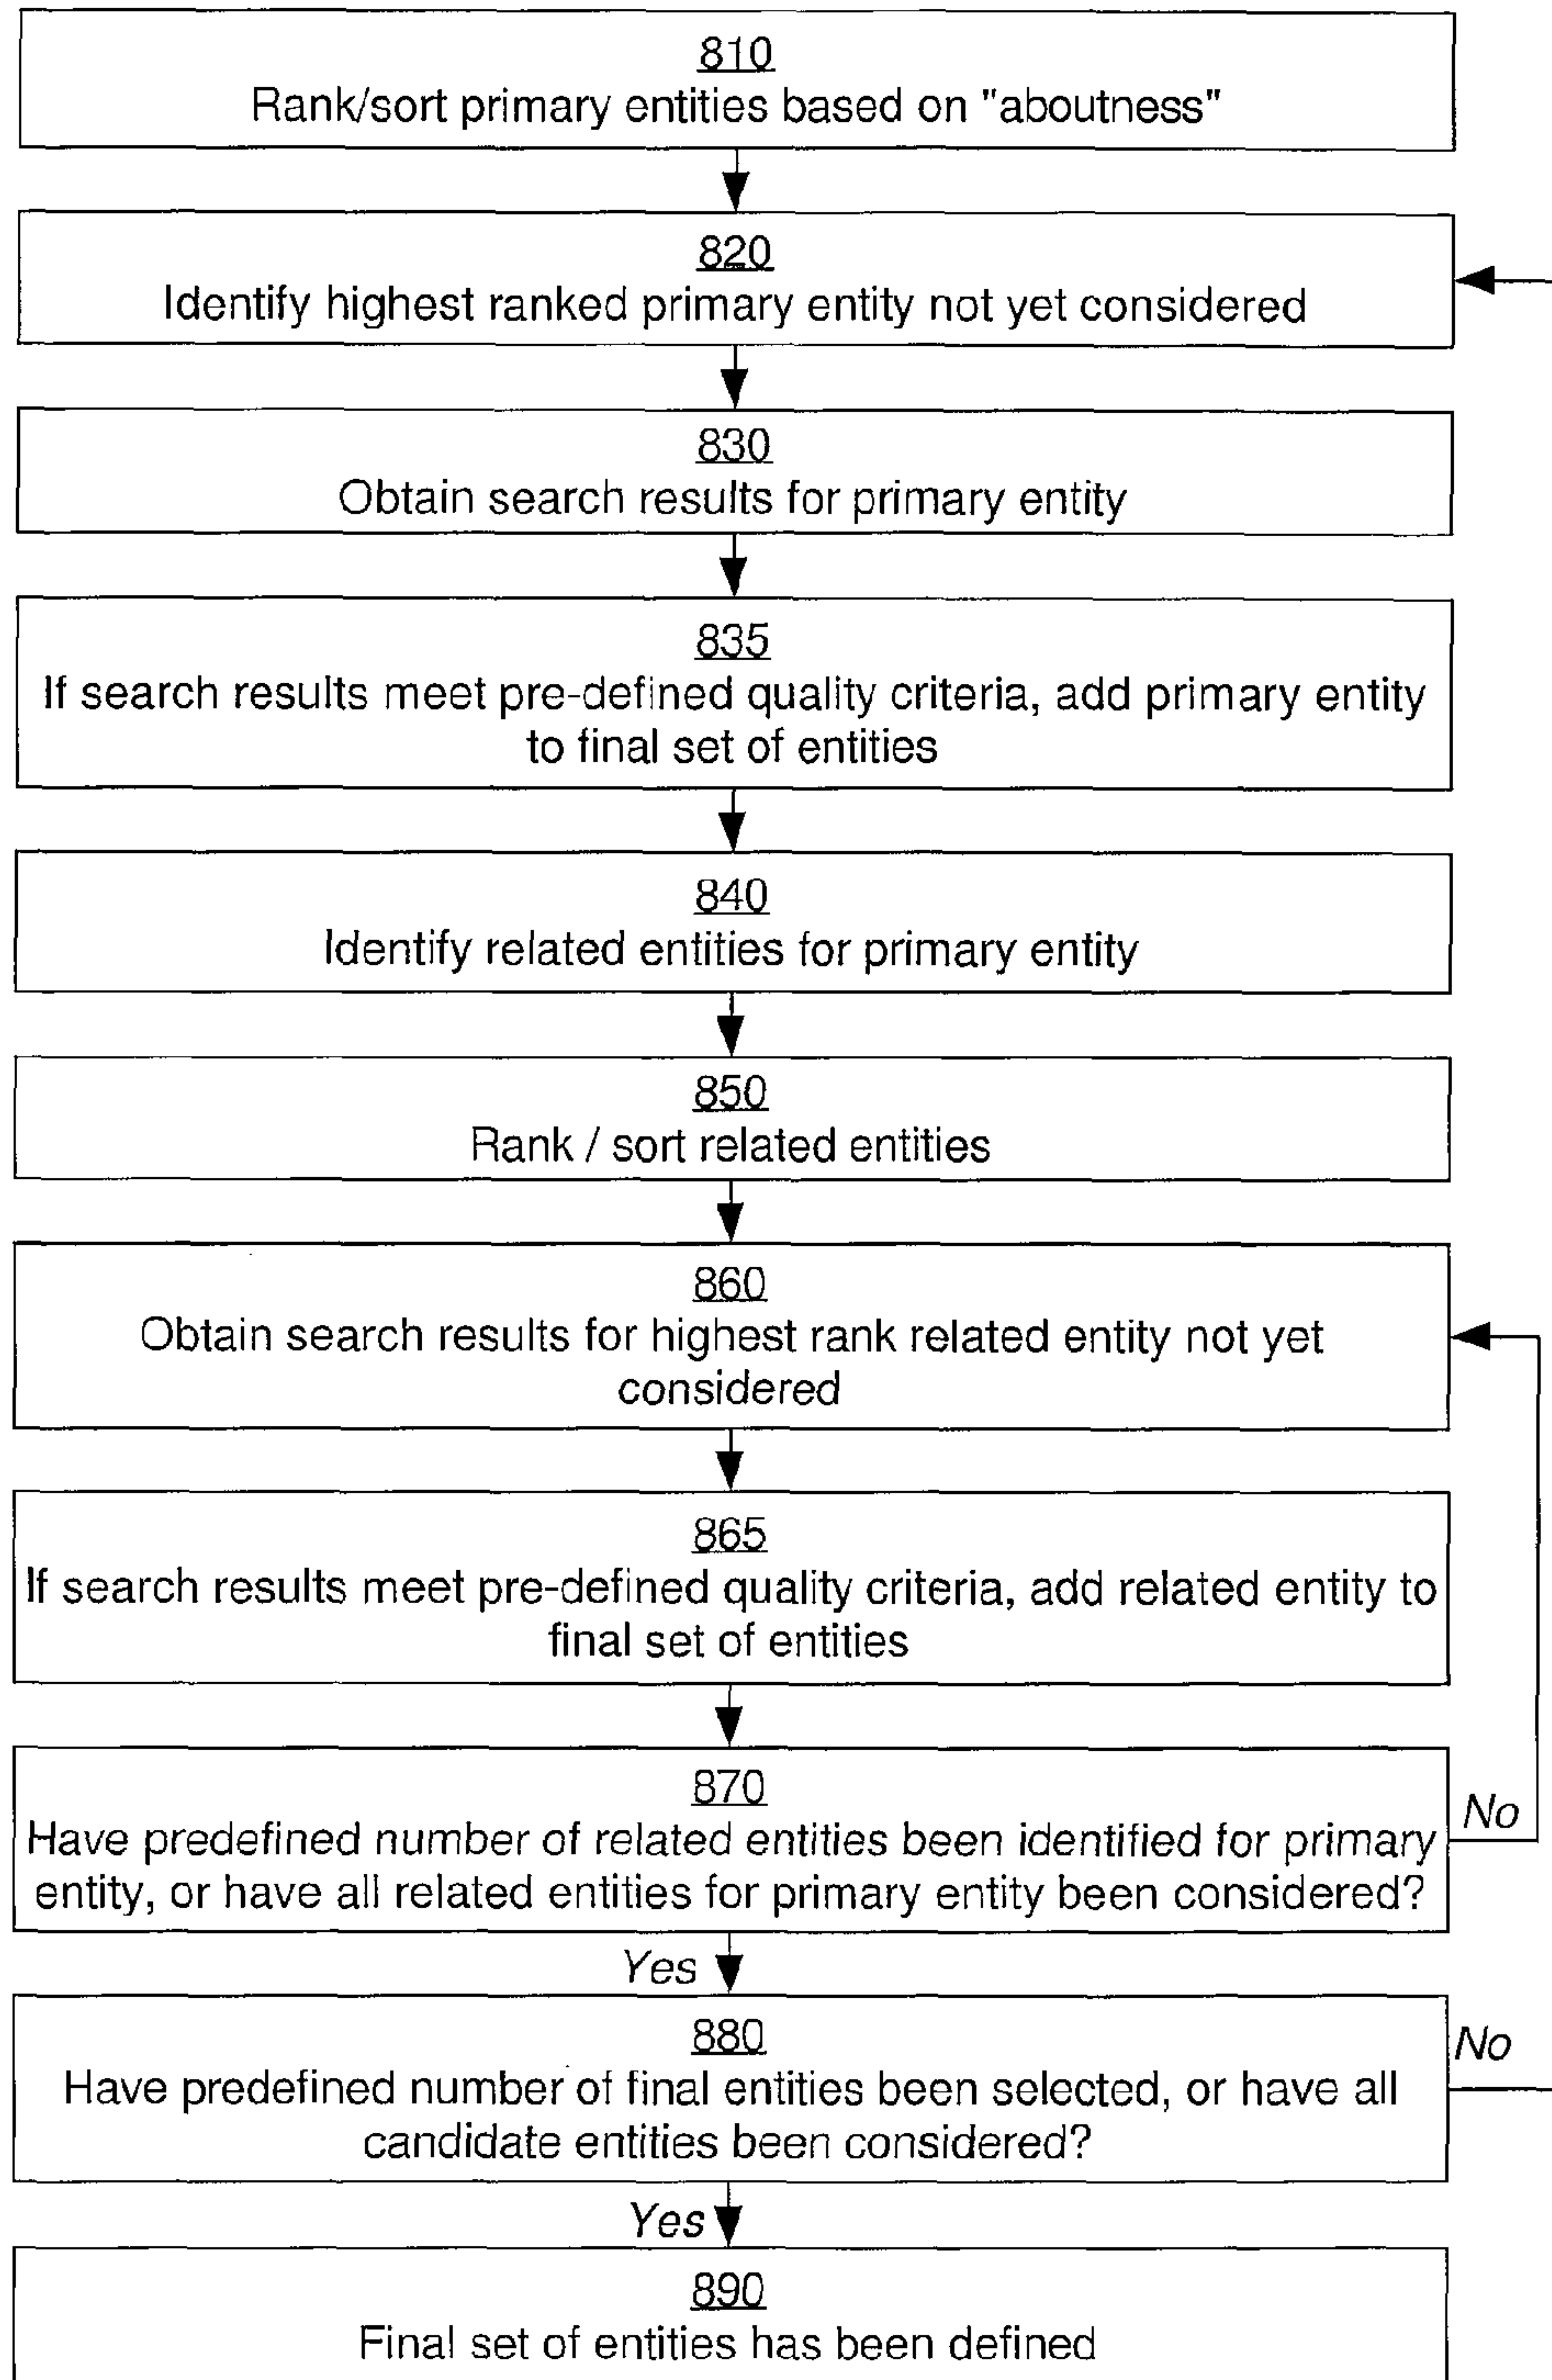 810
Rank/sort primary entities based on "aboutness"
820
Identify highest ranked primary entity not yet considered
830
Obtain search results for primary entity
835
If search results meet pre-defined quality criteria, add primary entity
to final set of entities
840
Identify related entities for primary entity
850
Rank / sort related entities
860
Obtain search results for highest rank related entity not yet
considered
865
If search results meet pre-defined quality criteria, add related entity to
final set of entities
870
Have predefined number of related entities been identified for primary
entity, or have all related entities for primary entity been considered?
No
Yes
880
Have predefined number of final entities been selected, or have all
candidate entities been considered?
No
Yes
890
Final set of entities has been defined